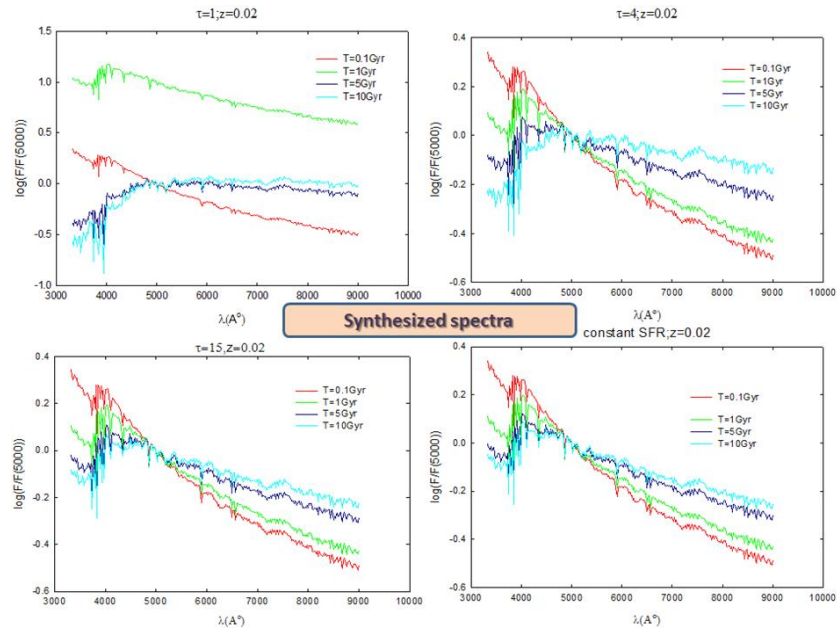 τ=1;z=0.02
log(F/F(5000))
1.5
1.0
0.5
0.0
-0.5
-1.0
T=0.1Gyr
T=1Gyr
T=5Gyr
T=10Gyr
3000 4000 5000 6000 7000 8000 9000 10000
λ(A°)
τ=4;z=0.02
log(F/F(5000))
0.4
0.2
0.0
-0.2
-0.4
-0.6
T=0.1Gyr
T=1Gyr
T=5Gyr
T=10Gyr
3000 4000 5000 6000 7000 8000 9000 10000
λ(A°)
Synthesized spectra
τ=15,z=0.02
log(F/F(5000))
0.4
0.2
0.0
-0.2
-0.4
-0.6
T=0.1Gyr
T=1Gyr
T=5Gyr
T=10Gyr
3000 4000 5000 6000 7000 8000 9000 10000
λ(A°)
constant SFR;z=0.02
log(F/F(5000))
0.4
0.2
0.0
-0.2
-0.4
-0.6
T=0.1Gyr
T=1Gyr
T=5Gyr
T=10Gyr
3000 4000 5000 6000 7000 8000 9000 10000
λ(A°)